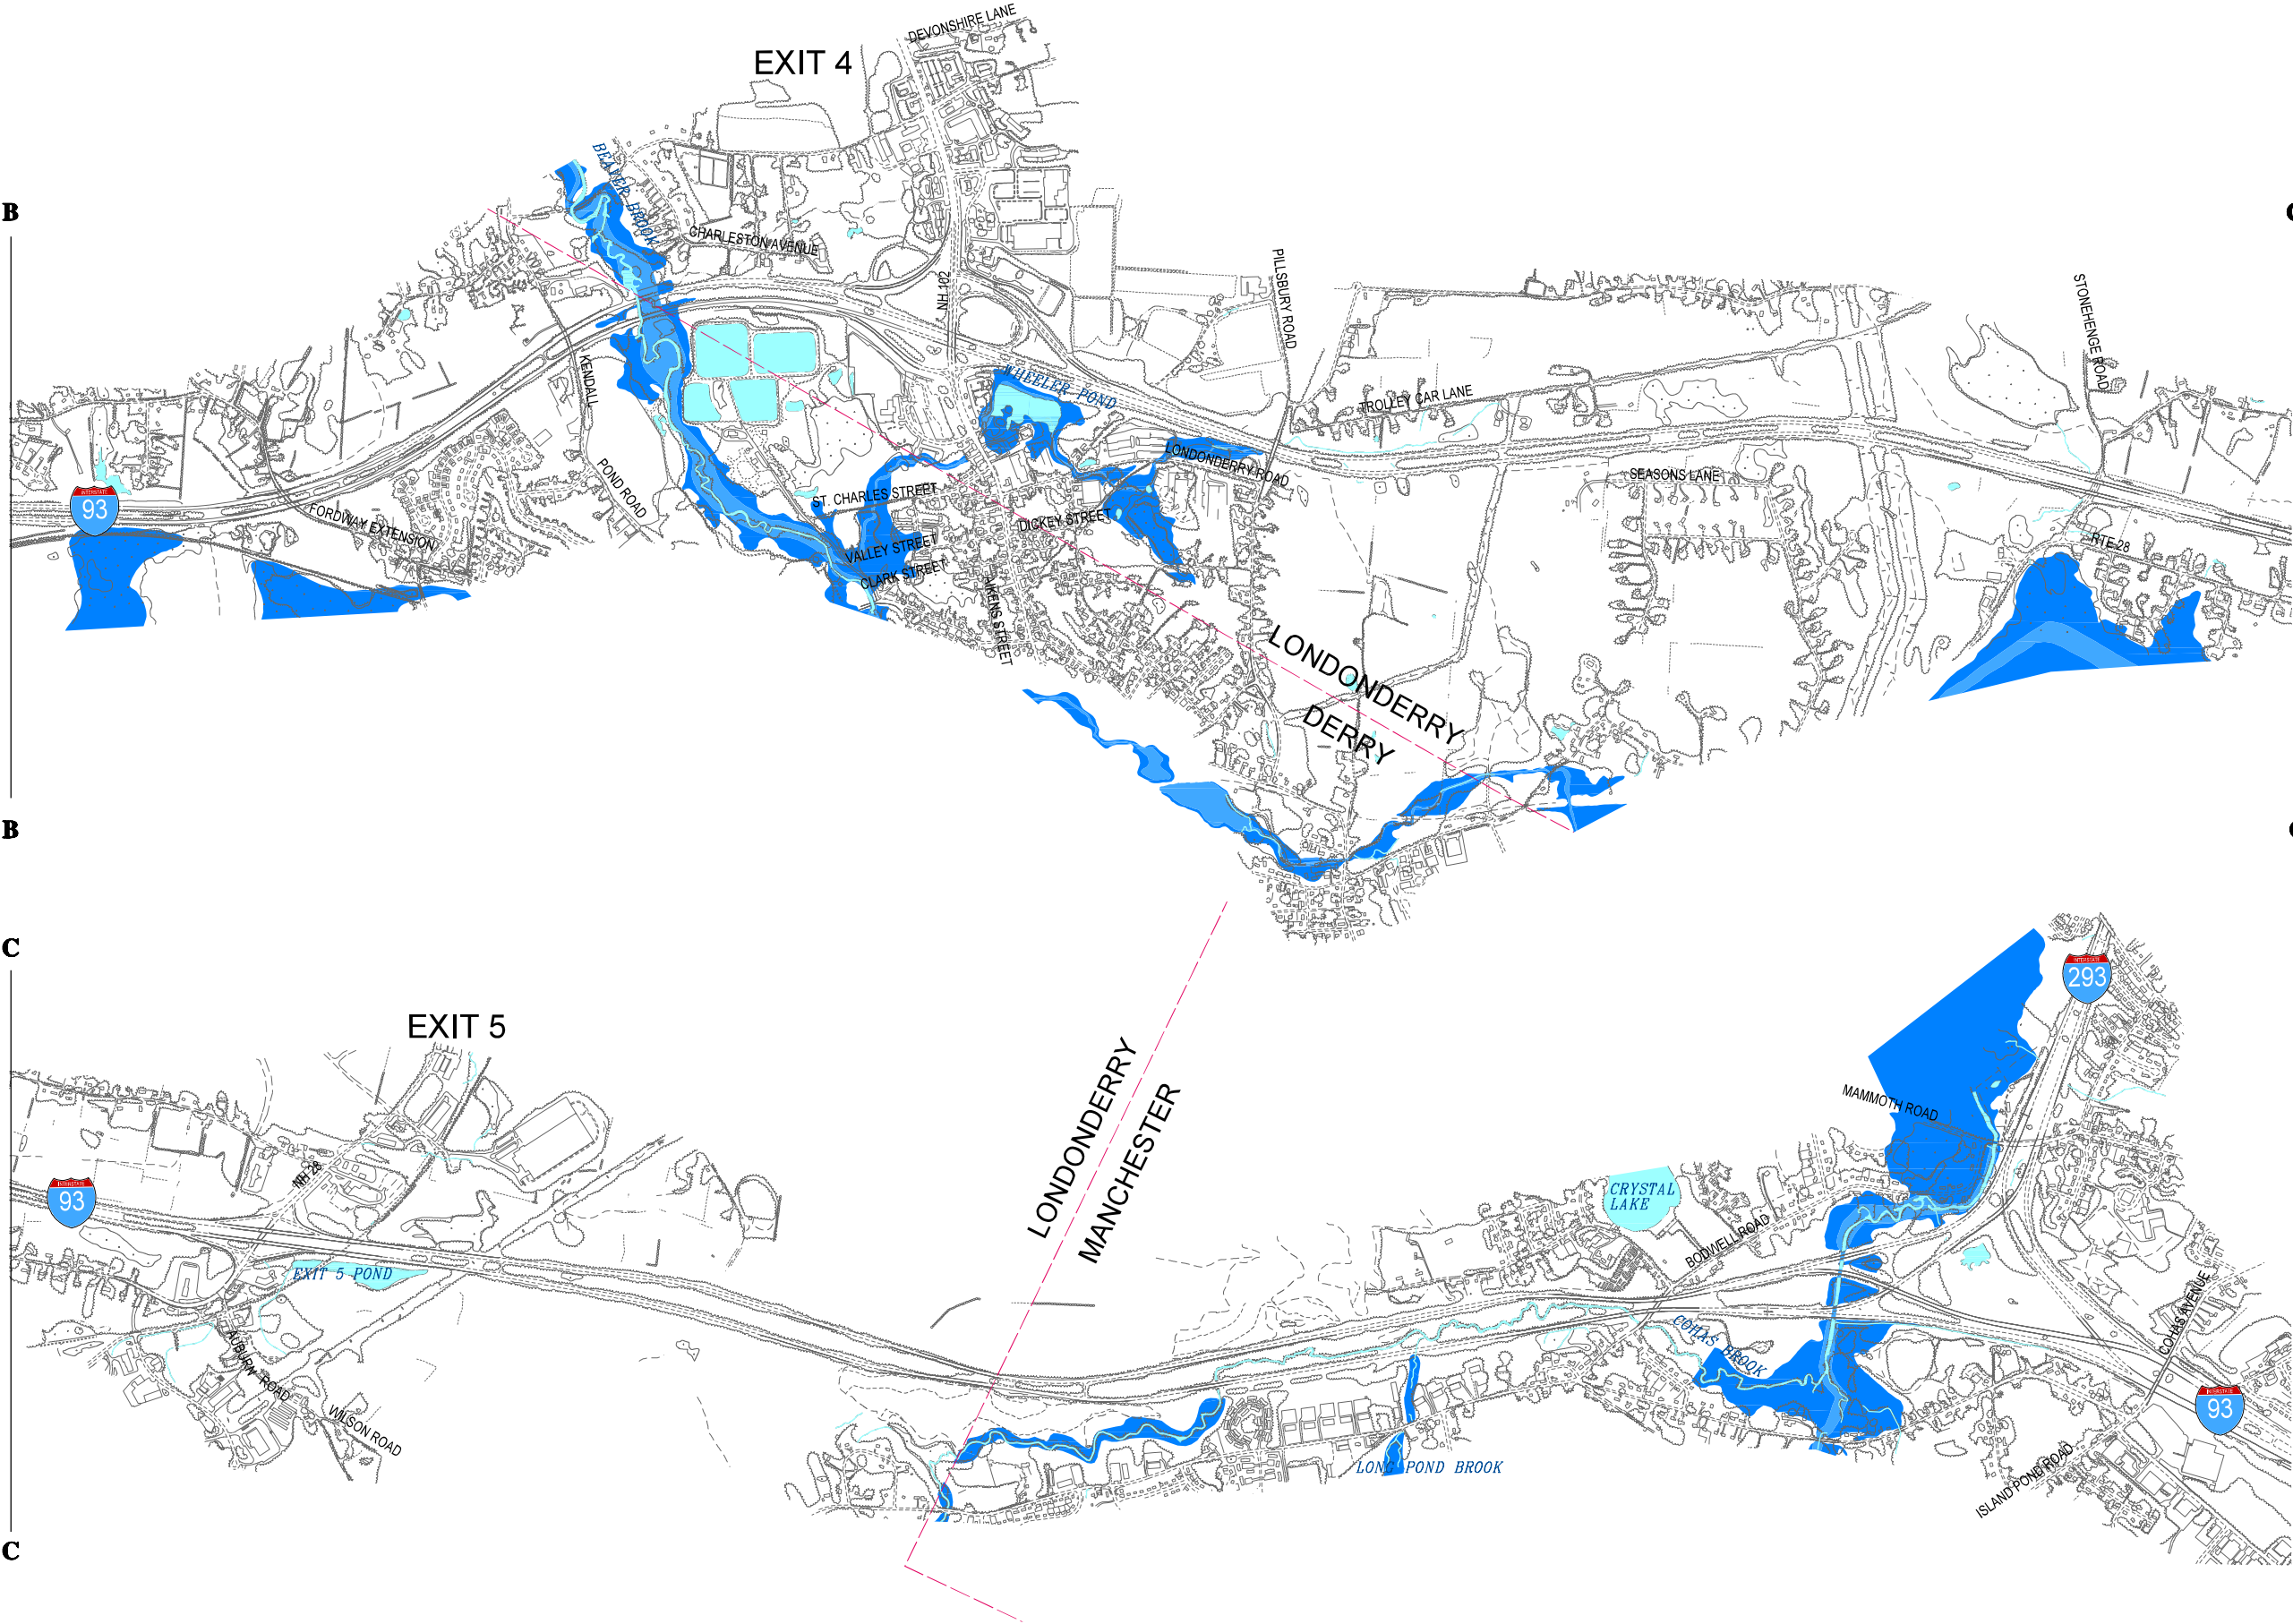 DEVONSHIRE LANE
EXIT 4
BEAVER BROOK
B
CHARLESTON AVENUE
NH 102
PILLSBURY ROAD
STONEHENGE ROAD
KENDALL
POND ROAD
WHEELER POND
TROLLEY CAR LANE
LONDONDERRY ROAD
SEASONS LANE
INTERSTATE
93
FORDWAY EXTENSION
ST. CHARLES STREET
DICKEY STREET
VALLEY STREET
CLARK STREET
AIKENS STREET
RTE 28
LONDONDERRY
DERRY
B
C
INTERSTATE
293
EXIT 5
LONDONDERRY
MANCHESTER
MAMMOTH ROAD
NH 28
INTERSTATE
93
CRYSTAL
LAKE
BODWELL ROAD
EXIT 5 POND
COHAS BROOK
COHAS AVENUE
AUBURN ROAD
WILSON ROAD
INTERSTATE
93
LONG POND BROOK
ISLAND POND ROAD
C